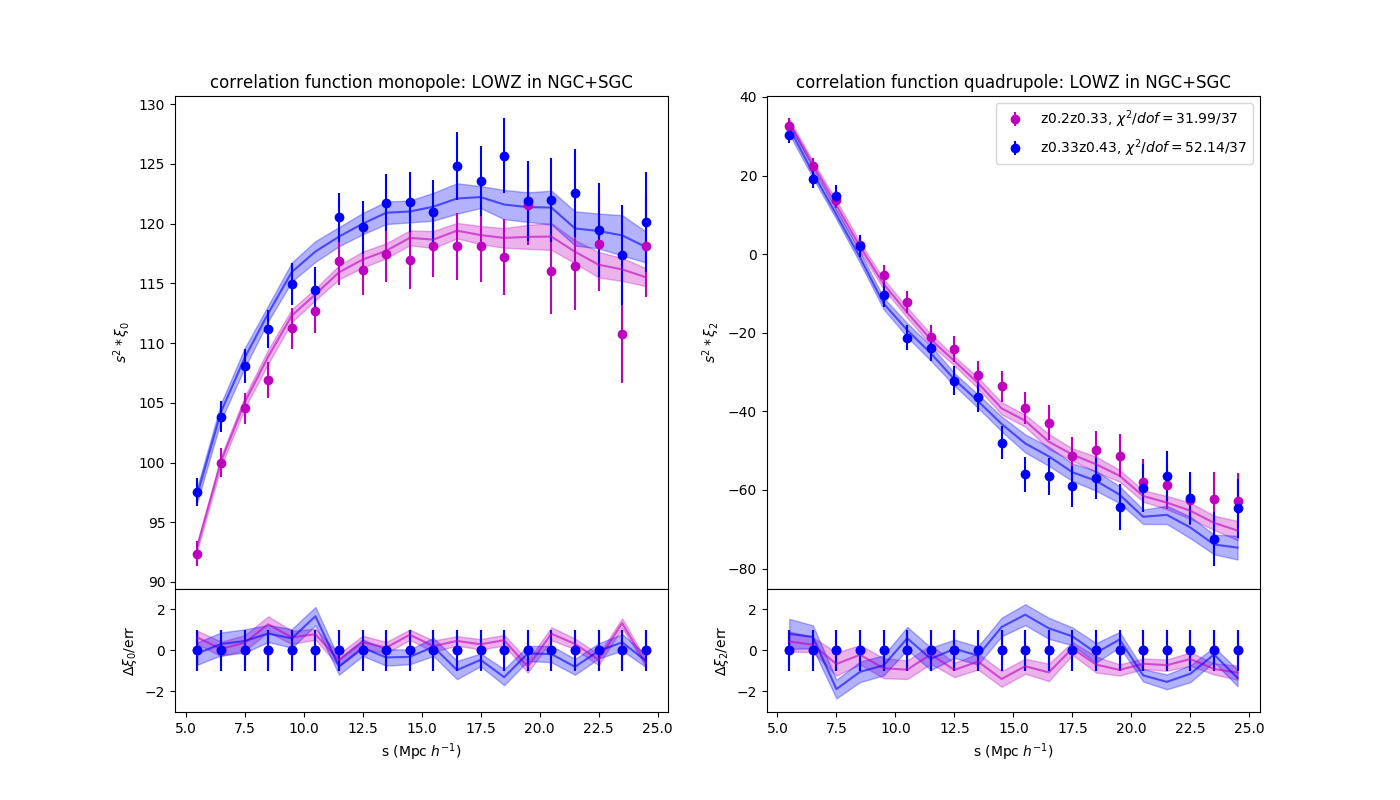 correlation function monopole: LOWZ in NGC+SGC
130
125
120
115
110
105
100
95
90
s² * ξ₀
2
0
−2
Δξ₀/err
5.0 7.5 10.0 12.5 15.0 17.5 20.0 22.5 25.0
s (Mpc h⁻¹)
correlation function quadrupole: LOWZ in NGC+SGC
z0.2z0.33, χ²/dof = 31.99/37
z0.33z0.43, χ²/dof = 52.14/37
40
20
0
−20
−40
−60
−80
s² * ξ₂
2
0
−2
Δξ₂/err
5.0 7.5 10.0 12.5 15.0 17.5 20.0 22.5 25.0
s (Mpc h⁻¹)